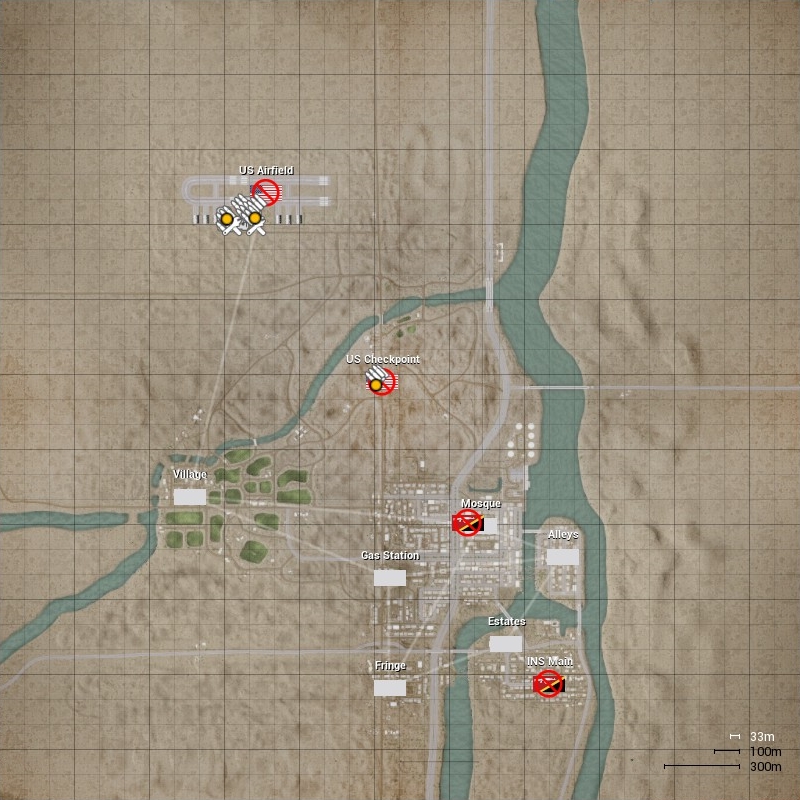 US Airfield
US Checkpoint
Village
Mosque
Alleys
Gas Station
Estates
INS Main
Fringe
33m
100m
300m